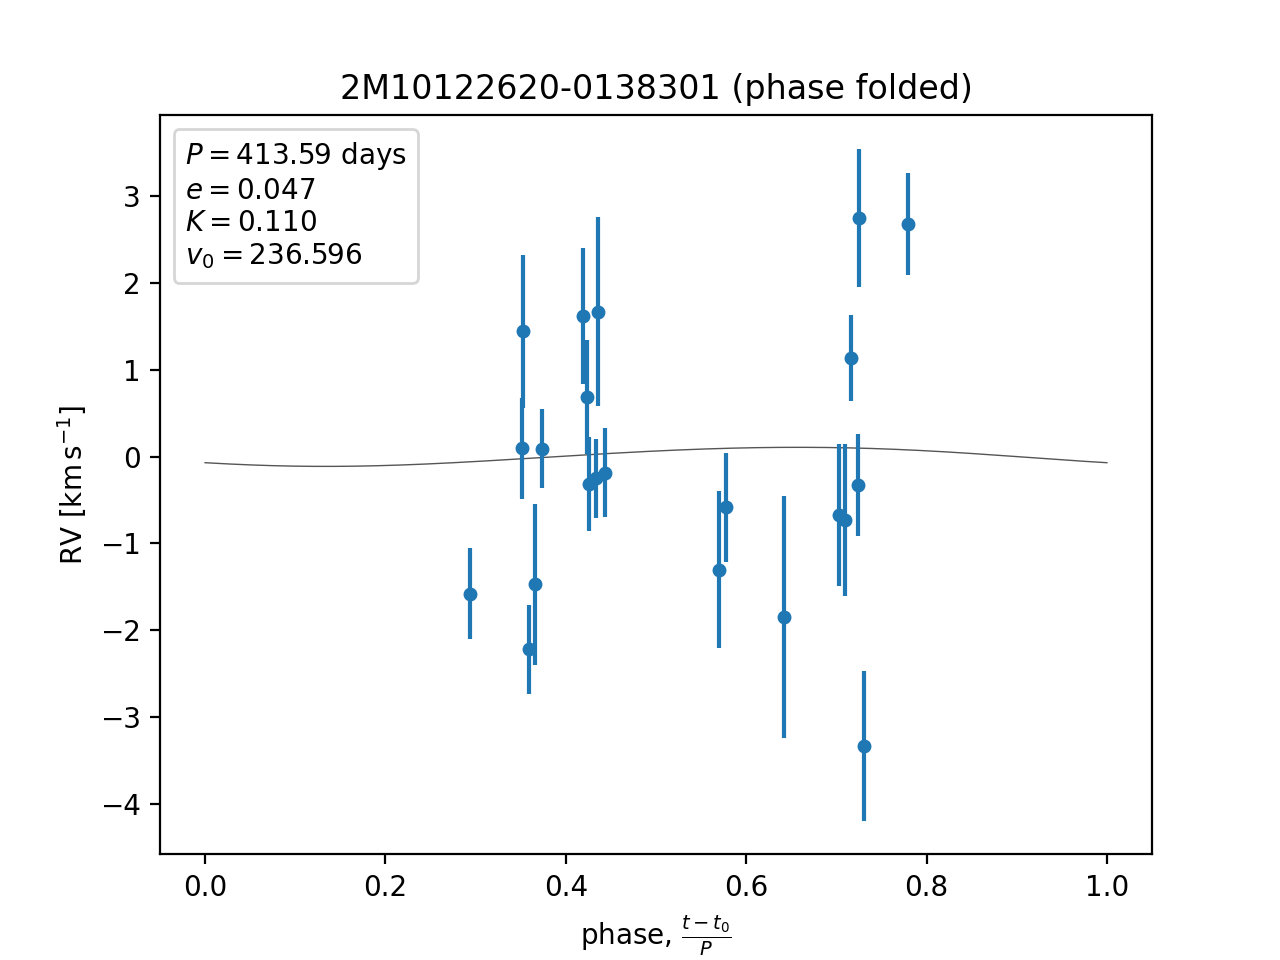 2M10122620-0138301 (phase folded)
P = 413.59 days
e = 0.047
K = 0.110
v₀ = 236.596
3
2
1
0
−1
−2
−3
−4
RV [km s⁻¹]
0.0 0.2 0.4 0.6 0.8 1.0
phase, (t − t₀)/P